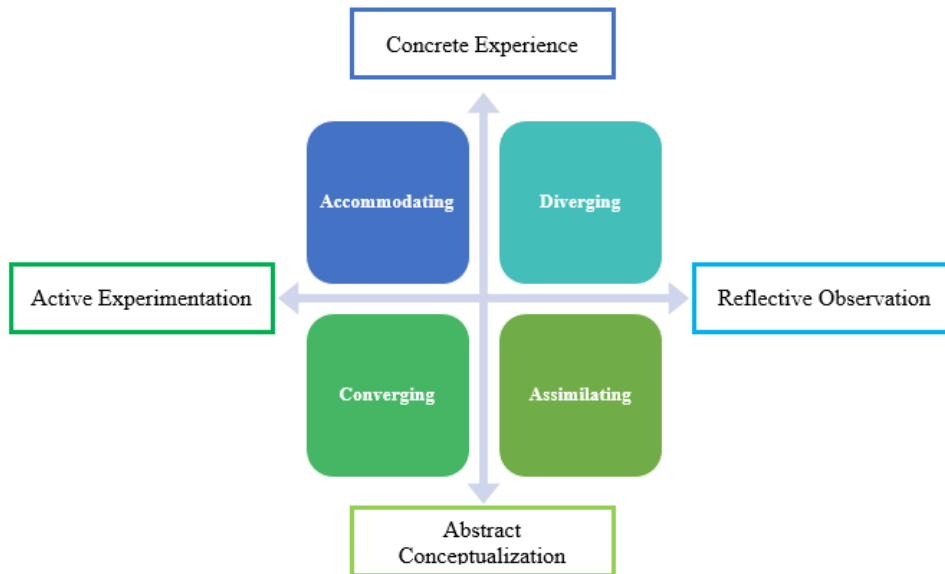 Concrete Experience
Accommodating
Diverging
Active Experimentation
Reflective Observation
Converging
Assimilating
Abstract
Conceptualization